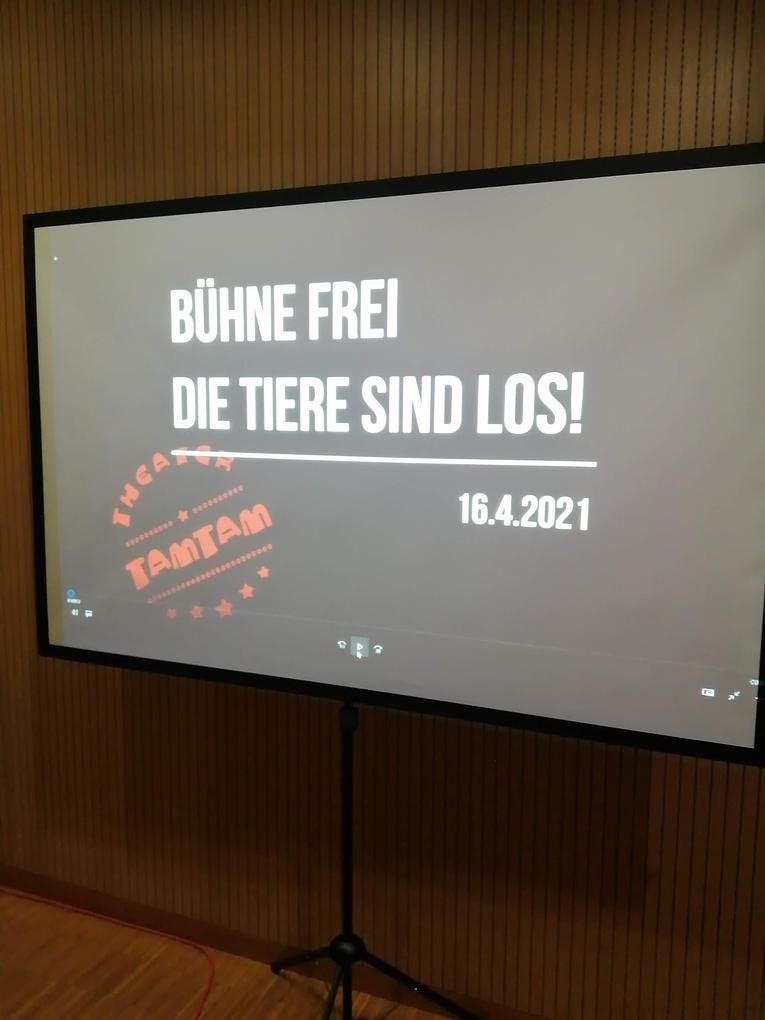 BÜHNE FREI
DIE TIERE SIND LOS!
THEATER
TAMTAM
16.4.2021